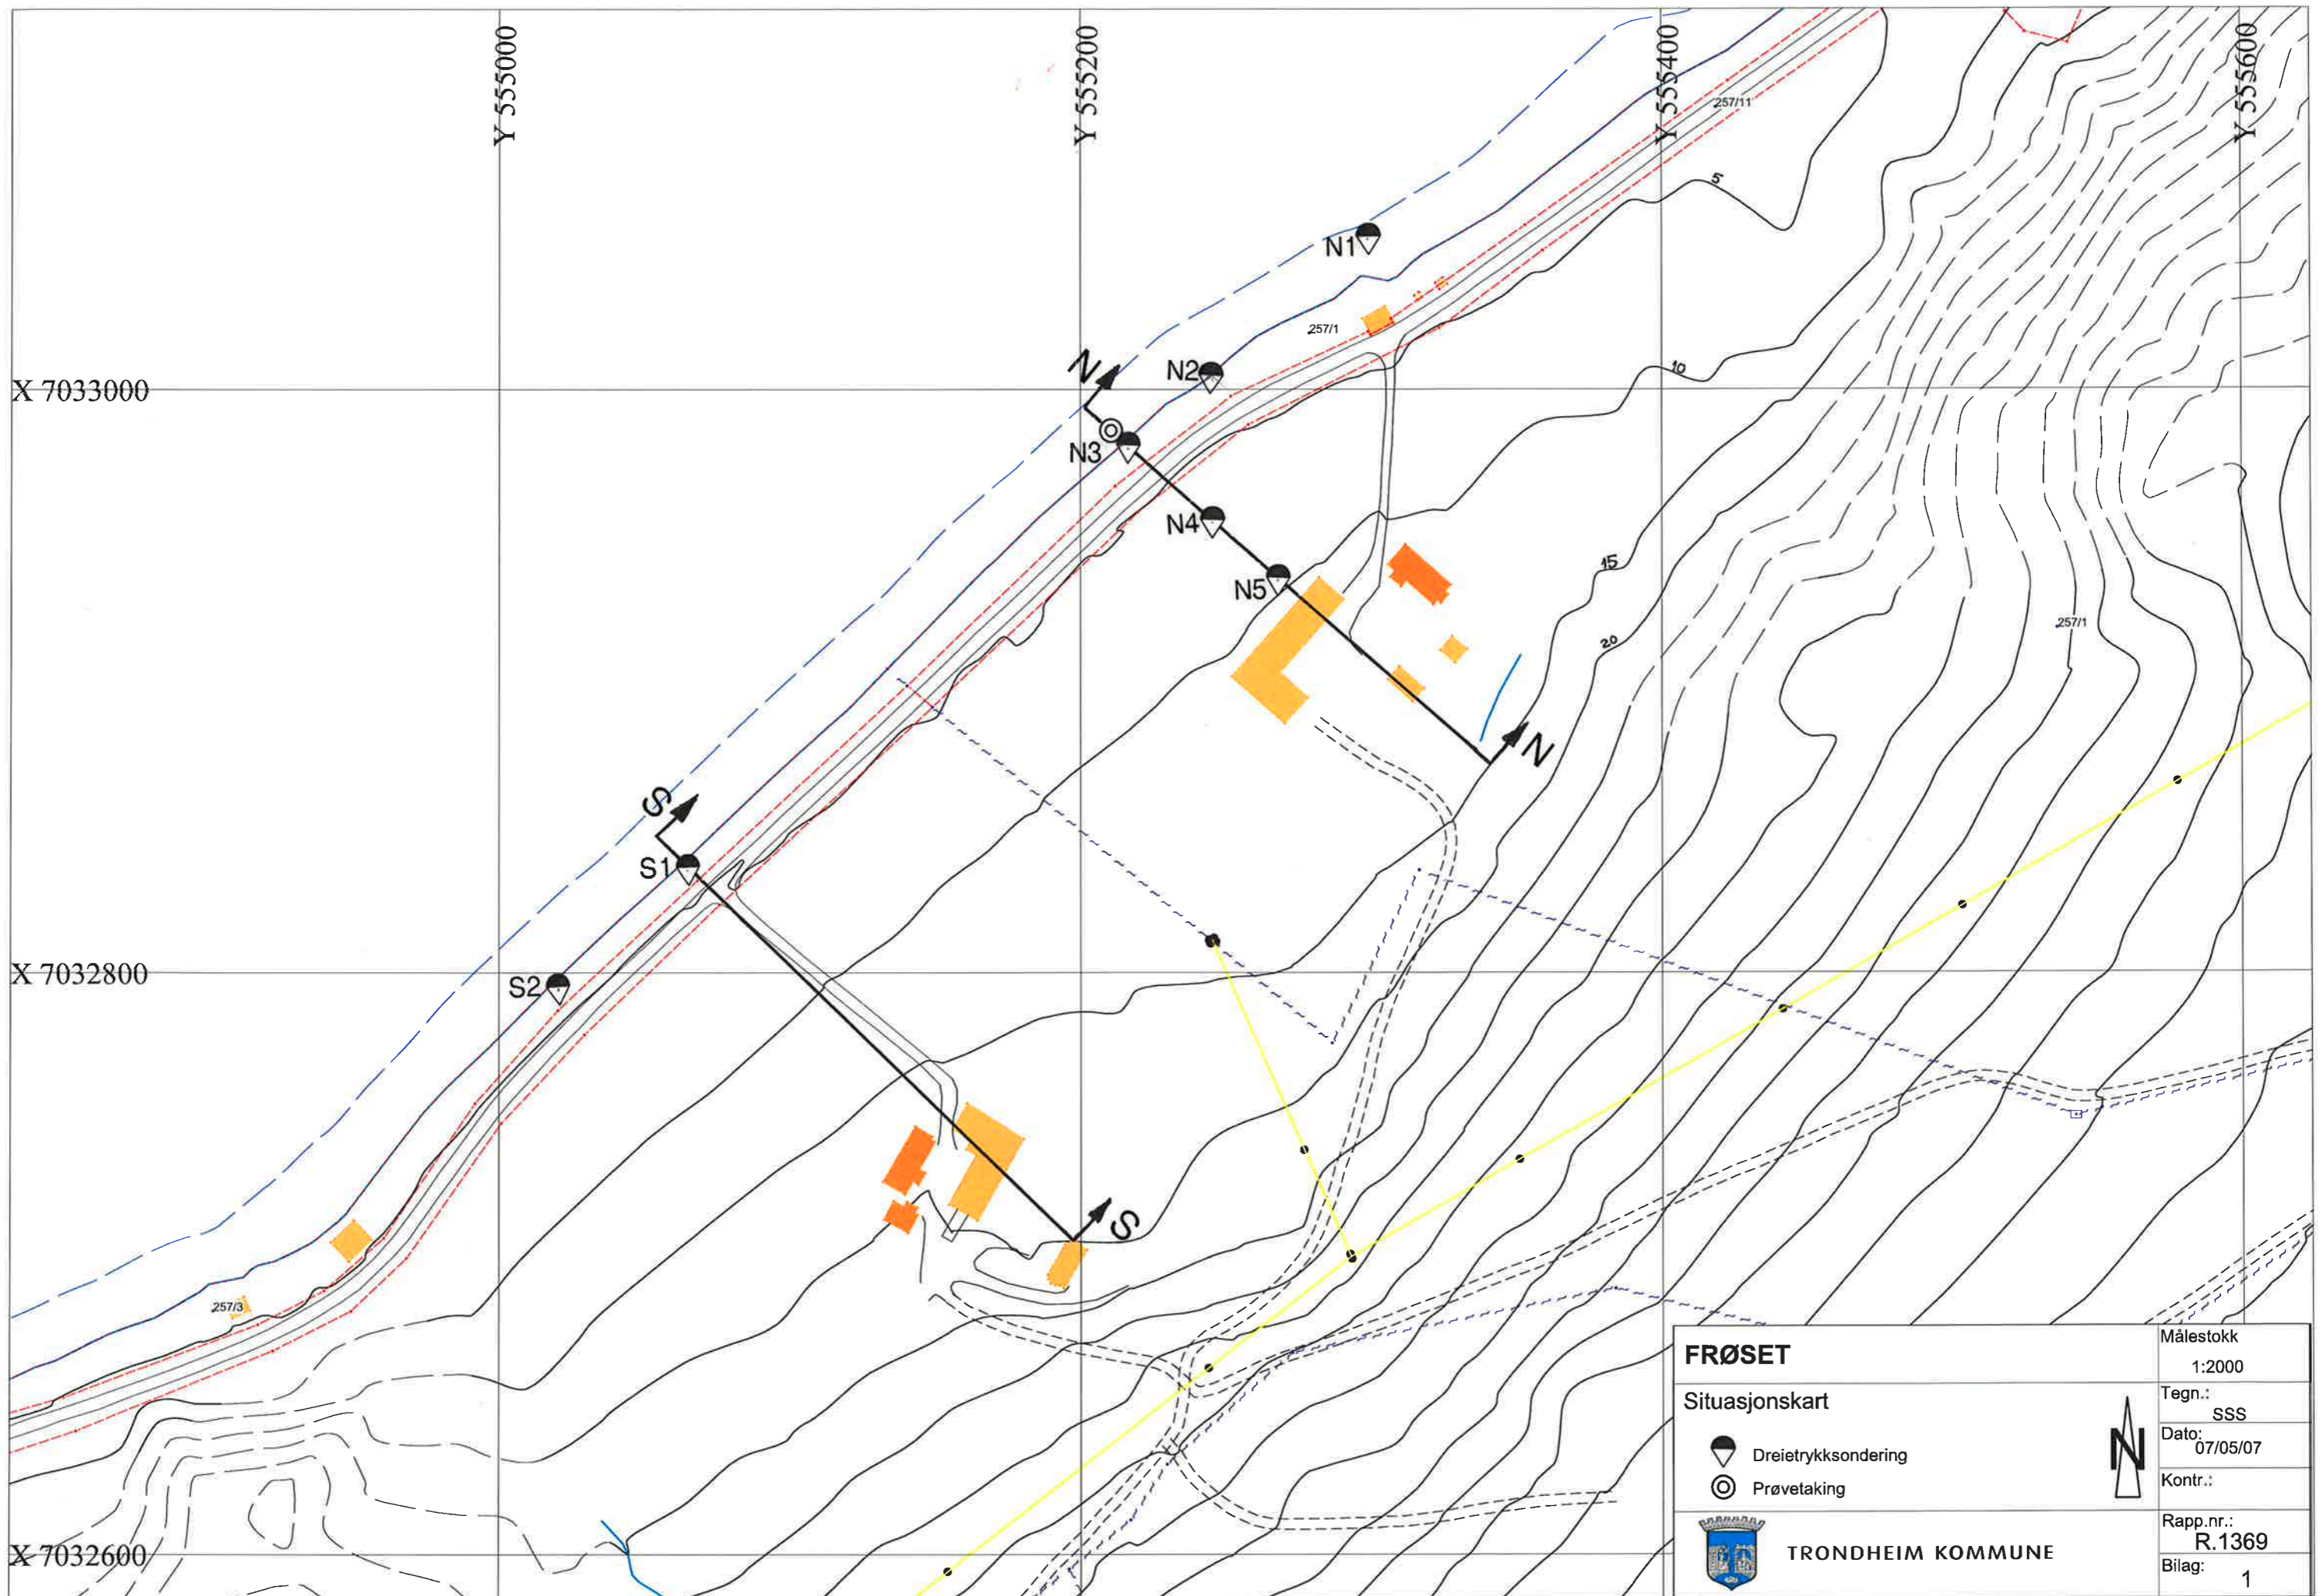 Y 555000
Y 555200
Y 555400
Y 555600
257/11
5
N1
257/1
N
N2
X 7033000
10
N3
N4
15
N5
257/1
20
N
S
S1
X 7032800
S2
S
257/3
X 7032600
FRØSET
Målestokk
1:2000
Situasjonskart
Tegn.:
SSS
Dato:
07/05/07
Dreietrykksondering
N
Prøvetaking
Kontr.:
Rapp.nr.:
R.1369
TRONDHEIM KOMMUNE
Bilag:
1